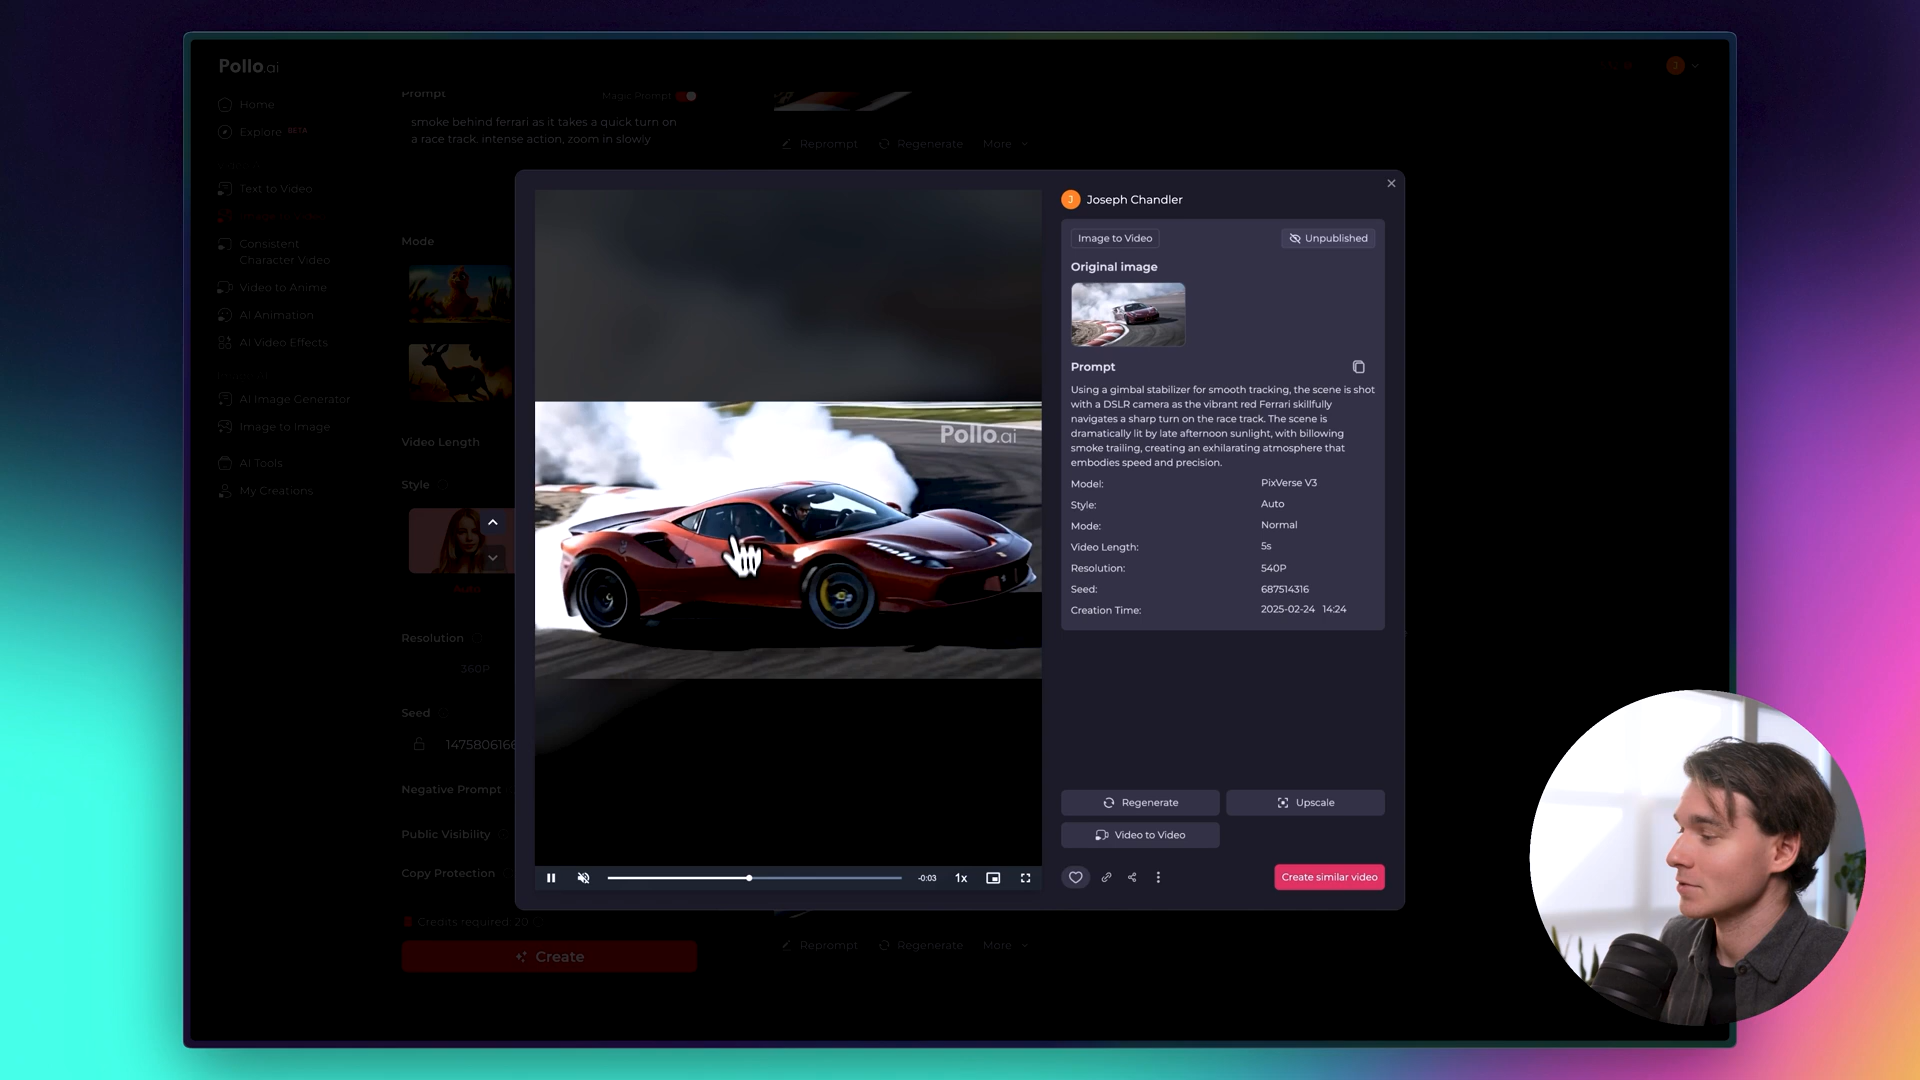 Pollo.ai
Home
Explore BETA
Text to Video
Consistent
Character Video
Video to Anime
AI Animation
AI Video Effects
AI Image Generator
Image to Image
AI Tools
My Creations
Prompt
Magic Prompt
smoke behind ferrari as it takes a quick turn on
a race track. intense action, zoom in slowly
Mode
Video Length
Style
Auto
Resolution
360P
Seed
1475806166
Negative Prompt
Public Visibility
Copy Protection
Credits required: 20
Create
Reprompt Regenerate More
Pollo.ai
-0:03 1x
J Joseph Chandler
Image to Video Unpublished
Original image
Prompt
Using a gimbal stabilizer for smooth tracking, the scene is shot
with a DSLR camera as the vibrant red Ferrari skillfully
navigates a sharp turn on the race track. The scene is
dramatically lit by late afternoon sunlight, with billowing
smoke trailing, creating an exhilarating atmosphere that
embodies speed and precision.
Model: PixVerse V3
Style: Auto
Mode: Normal
Video Length: 5s
Resolution: 540P
Seed: 687514316
Creation Time: 2025-02-24 14:24
Regenerate Upscale
Video to Video
Create similar video
Reprompt Regenerate More
J